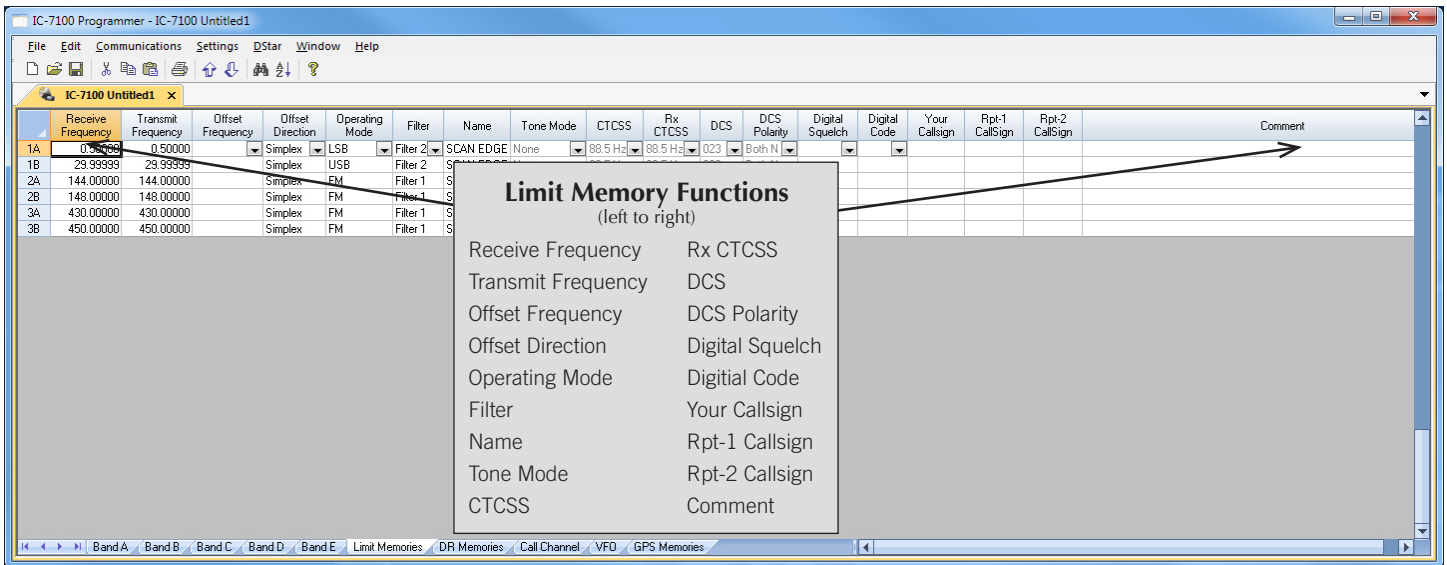 IC-7100 Programmer - IC-7100 Untitled1
File Edit Communications Settings DStar Window Help
IC-7100 Untitled1
Receive Frequency Transmit Frequency Offset Frequency Offset Direction Operating Mode Filter Name Tone Mode CTCSS Rx CTCSS DCS DCS Polarity Digital Squelch Digital Code Your Callsign Rpt-1 CallSign Rpt-2 CallSign Comment
1A 0.50000 0.50000 Simplex LSB Filter 2 SCAN EDGE None 88.5 Hz 88.5 Hz 023 Both N
1B 29.99999 29.99999 Simplex USB Filter 2
2A 144.00000 144.00000 Simplex FM Filter 1
2B 148.00000 148.00000 Simplex FM Filter 1
3A 430.00000 430.00000 Simplex FM Filter 1
3B 450.00000 450.00000 Simplex FM Filter 1
Limit Memory Functions
(left to right)
Receive Frequency
Transmit Frequency
Offset Frequency
Offset Direction
Operating Mode
Filter
Name
Tone Mode
CTCSS
Rx CTCSS
DCS
DCS Polarity
Digital Squelch
Digitial Code
Your Callsign
Rpt-1 Callsign
Rpt-2 Callsign
Comment
Band A Band B Band C Band D Band E Limit Memories DR Memories Call Channel VFO GPS Memories